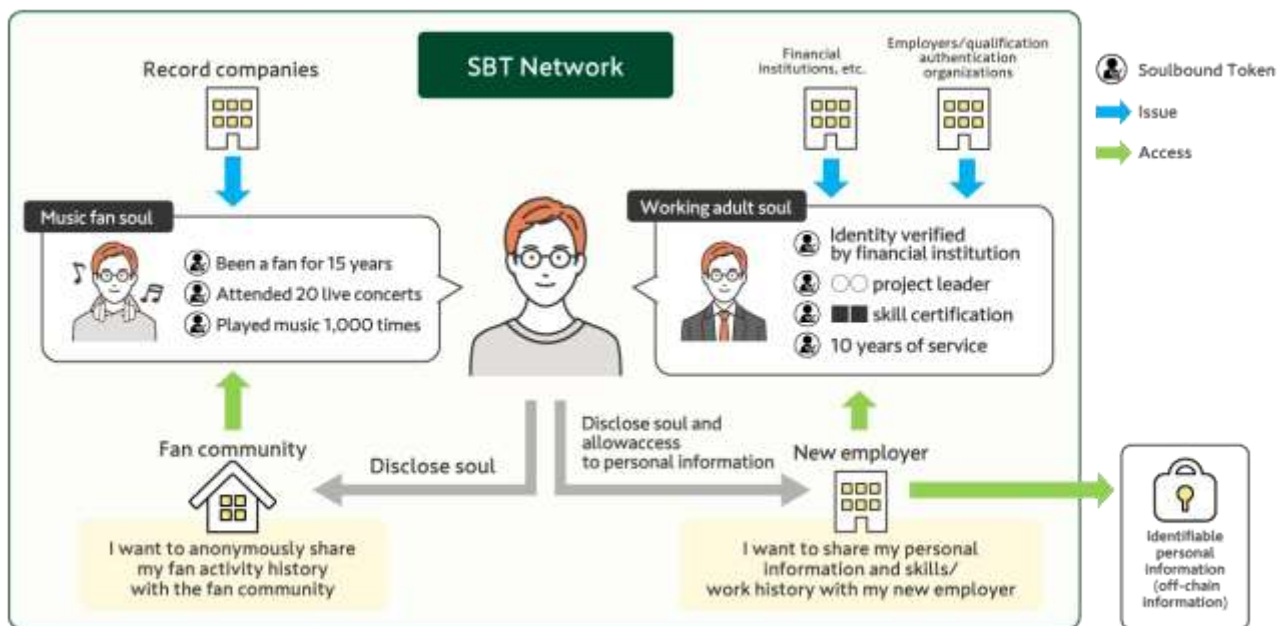 SBT Network
Record companies
Financial
Institutions, etc.
Employers/qualification
authentication
organizations
Soulbound Token
Issue
Access
Music fan soul
Been a fan for 15 years
Attended 20 live concerts
Played music 1,000 times
Working adult soul
Identity verified
by financial institution
○○ project leader
■■ skill certification
10 years of service
Fan community
Disclose soul
Disclose soul and
allowaccess
to personal information
New employer
I want to anonymously share
my fan activity history
with the fan community
I want to share my personal
information and skills/
work history with my new employer
Identifiable
personal
information
(off-chain
information)